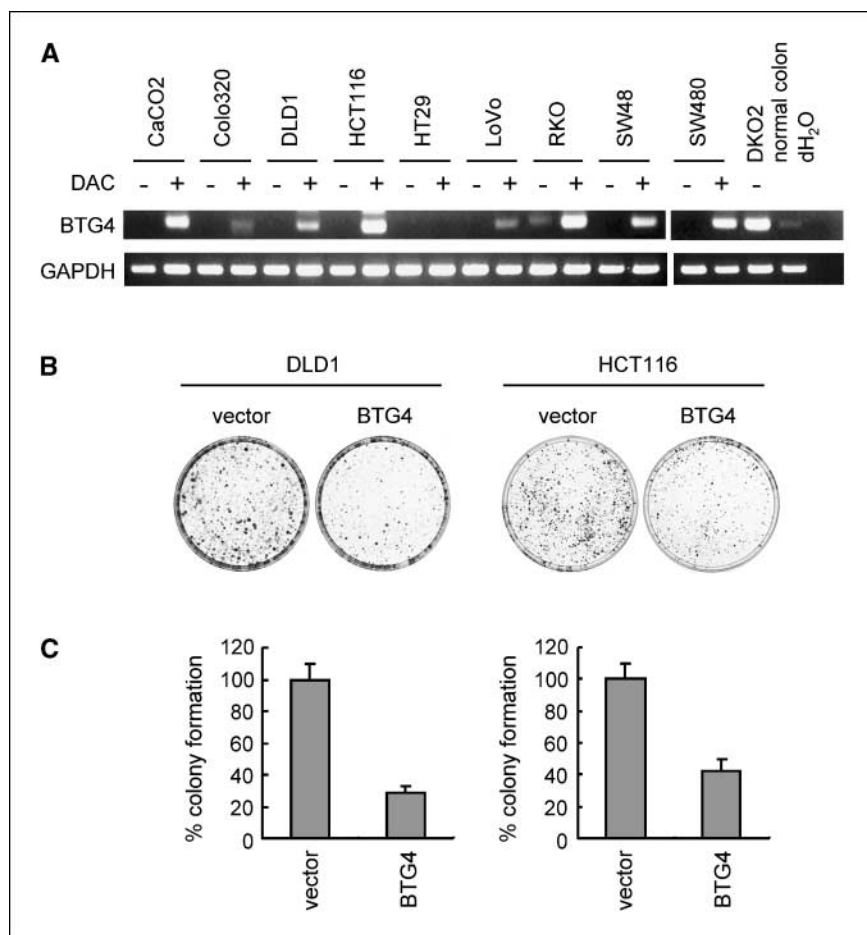 A
CaCO2 Colo320 DLD1 HCT116 HT29 LoVo RKO SW48 SW480 DKO2 normal colon dH2O
DAC - + - + - + - + - + - + - + - + - + -
BTG4
GAPDH
B
DLD1 HCT116
vector BTG4 vector BTG4
C
% colony formation
120
100
80
60
40
20
0
vector BTG4
% colony formation
120
100
80
60
40
20
0
vector BTG4